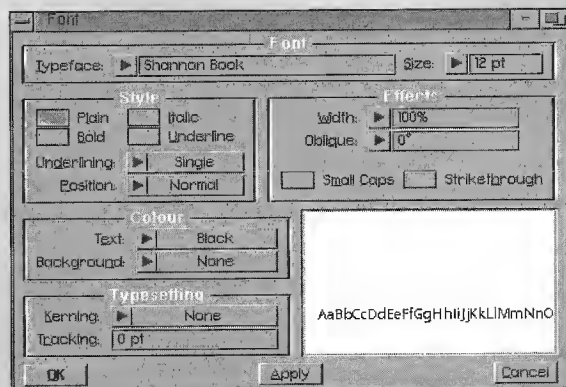 Font
Font
Typeface: Shannon Book Size: 12 pt
Style
Plain Italic
Bold Underline
Underlining: Single
Position: Normal
Effects
Width: 100%
Oblique: 0°
Small Caps Strikethrough
Colour
Text: Black
Background: None
Typesetting
Kerning: None
Tracking: 0 pt
AaBbCcDdEeFfGgHhIiJjKkLlMmNnO
OK Apply Cancel